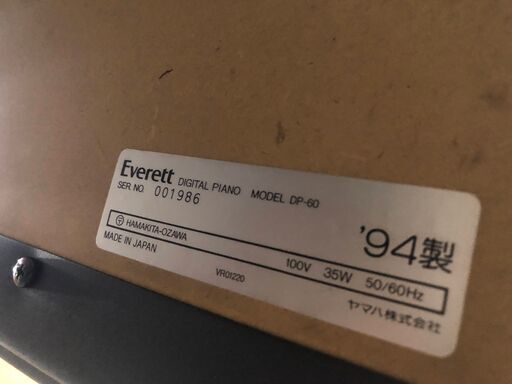 Everett DIGITAL PIANO MODEL DP-60
SER. NO. 001986
'94製
〒 HAMAKITA-OZAWA
MADE IN JAPAN 100V 35W 50/60Hz
VR01220 ヤマハ株式会社